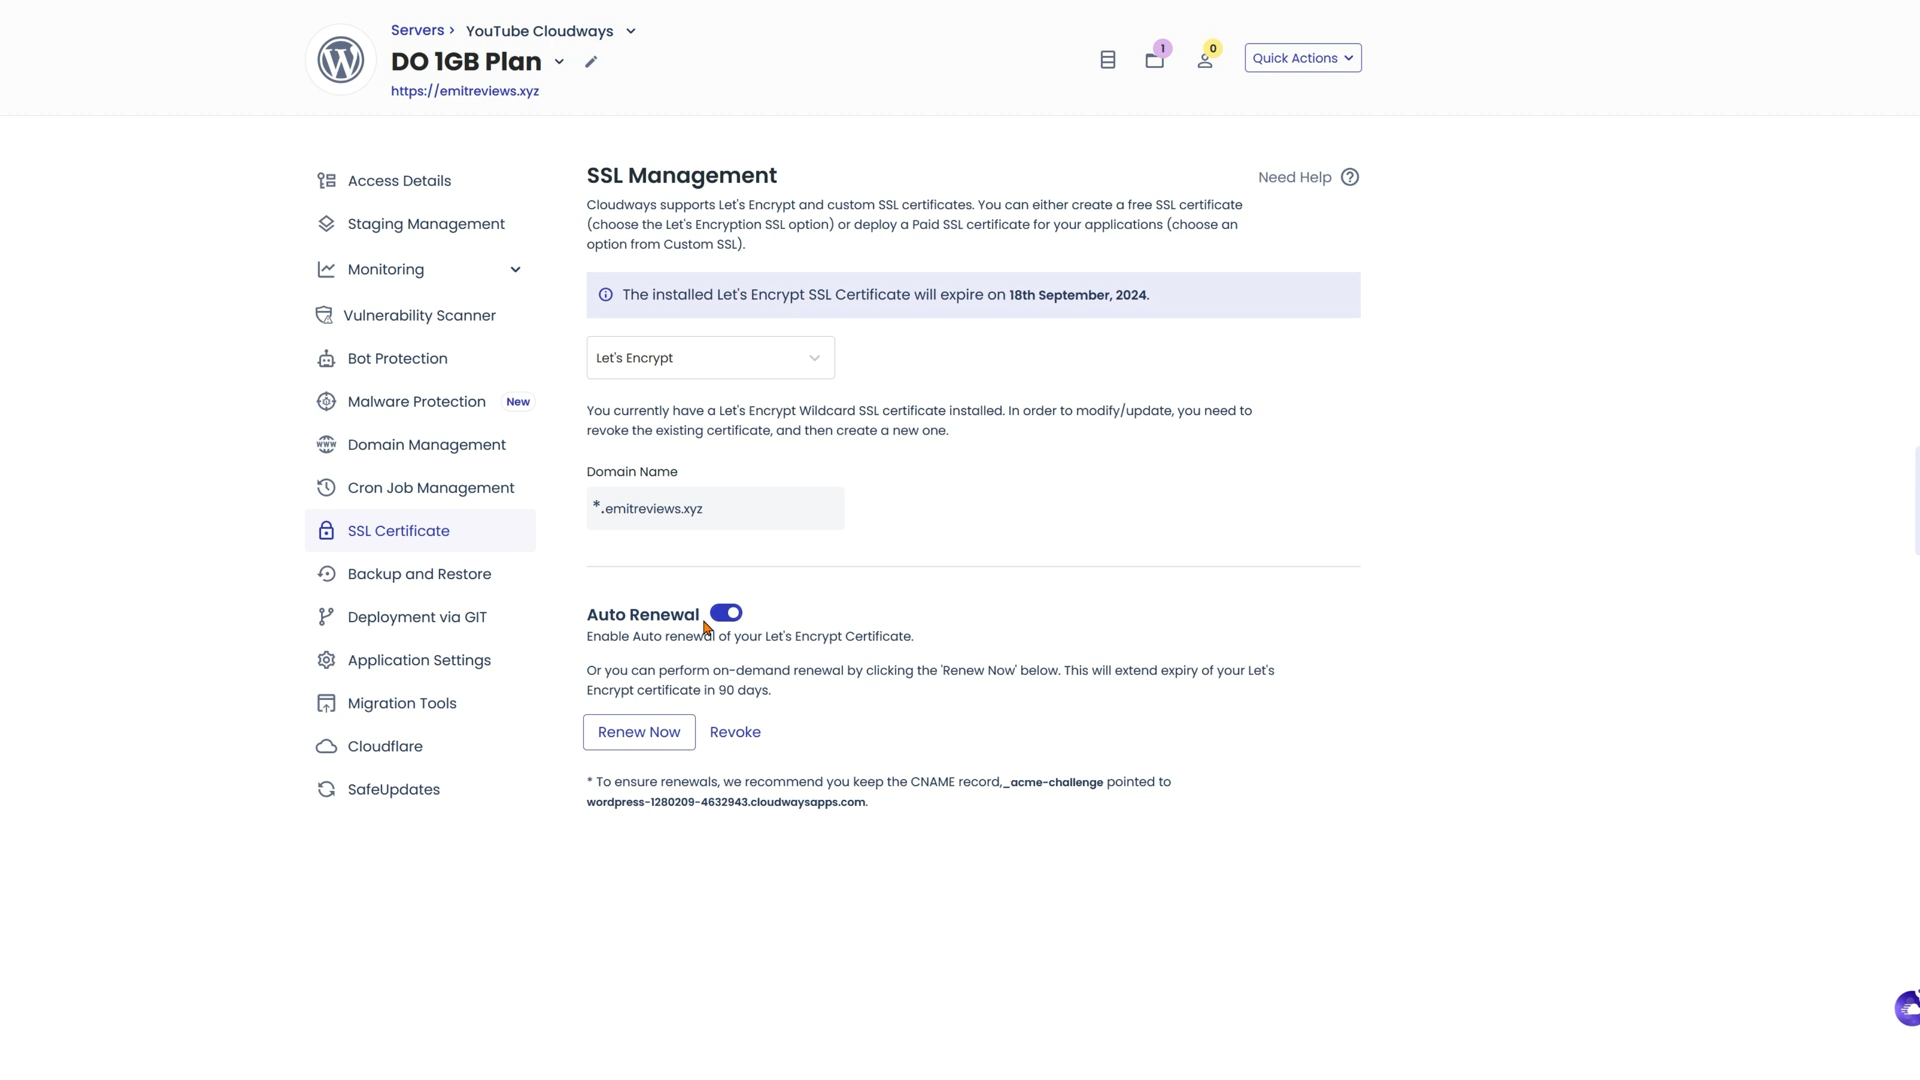 Servers › YouTube Cloudways
DO 1GB Plan
https://emitreviews.xyz
1
0
Quick Actions
Access Details
Staging Management
Monitoring
Vulnerability Scanner
Bot Protection
Malware Protection New
Domain Management
Cron Job Management
SSL Certificate
Backup and Restore
Deployment via GIT
Application Settings
Migration Tools
Cloudflare
SafeUpdates
SSL Management
Need Help
Cloudways supports Let's Encrypt and custom SSL certificates. You can either create a free SSL certificate
(choose the Let's Encryption SSL option) or deploy a Paid SSL certificate for your applications (choose an
option from Custom SSL).
The installed Let's Encrypt SSL Certificate will expire on 18th September, 2024.
Let's Encrypt
You currently have a Let's Encrypt Wildcard SSL certificate installed. In order to modify/update, you need to
revoke the existing certificate, and then create a new one.
Domain Name
*.emitreviews.xyz
Auto Renewal
Enable Auto renewal of your Let's Encrypt Certificate.
Or you can perform on-demand renewal by clicking the 'Renew Now' below. This will extend expiry of your Let's
Encrypt certificate in 90 days.
Renew Now Revoke
* To ensure renewals, we recommend you keep the CNAME record,_acme-challenge pointed to
wordpress-1280209-4632943.cloudwaysapps.com.